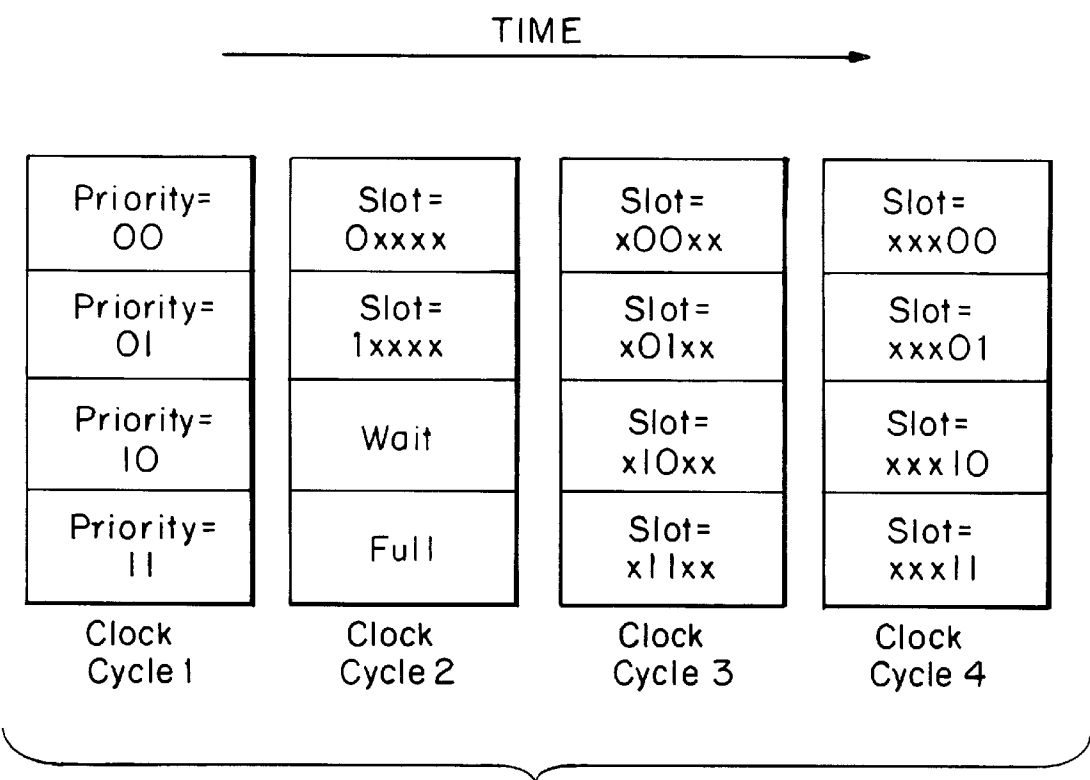 TIME
Priority=
00
Priority=
01
Priority=
10
Priority=
11
Clock
Cycle 1
Slot=
0xxxx
Slot=
1xxxx
Wait
Full
Clock
Cycle 2
Slot=
x00xx
Slot=
x01xx
Slot=
x10xx
Slot=
x11xx
Clock
Cycle 3
Slot=
xxx00
Slot=
xxx01
Slot=
xxx10
Slot=
xxx11
Clock
Cycle 4